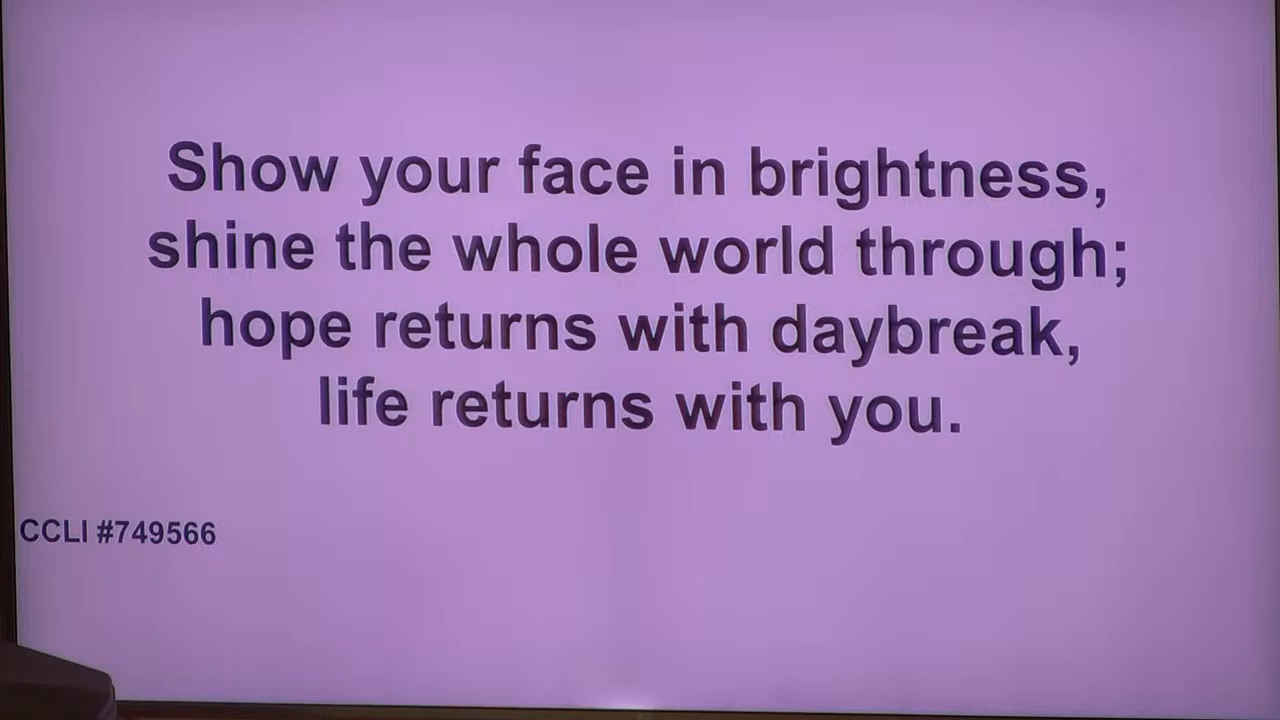 Show your face in brightness,
shine the whole world through;
hope returns with daybreak,
life returns with you.
CCLI #749566